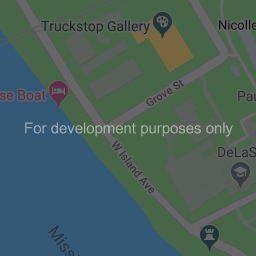 Truckstop Gallery
Nicolle
se Boat
Grove St
Pa
For development purposes only
W Island Ave
DeLaS
Miss